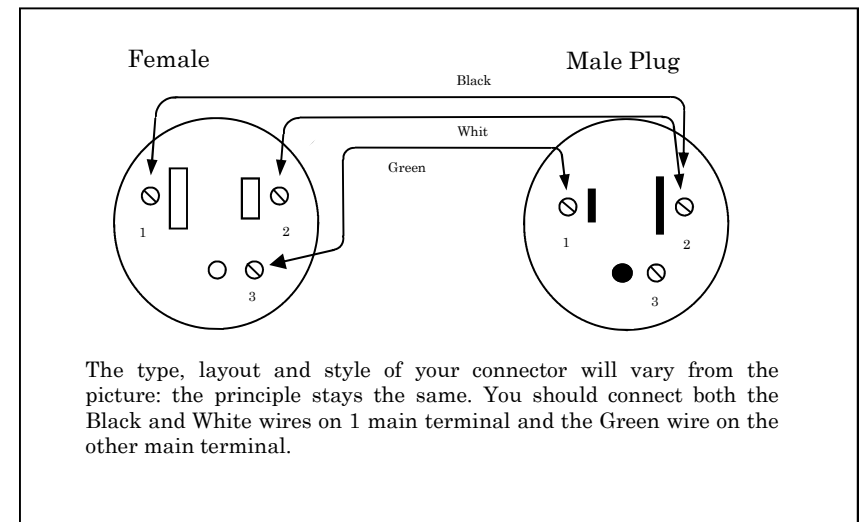 Female
Male Plug
Black
Whit
Green
1
2
3
1
2
3
The type, layout and style of your connector will vary from the
picture: the principle stays the same. You should connect both the
Black and White wires on 1 main terminal and the Green wire on the
other main terminal.